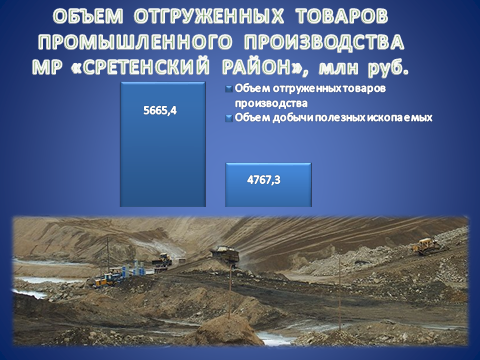 ОБЪЕМ ОТГРУЖЕННЫХ ТОВАРОВ
ПРОМЫШЛЕННОГО ПРОИЗВОДСТВА
МР «СРЕТЕНСКИЙ РАЙОН», млн руб.
Объем отгруженных товаров
производства
Объем добычи полезных ископаемых
5665,4
4767,3